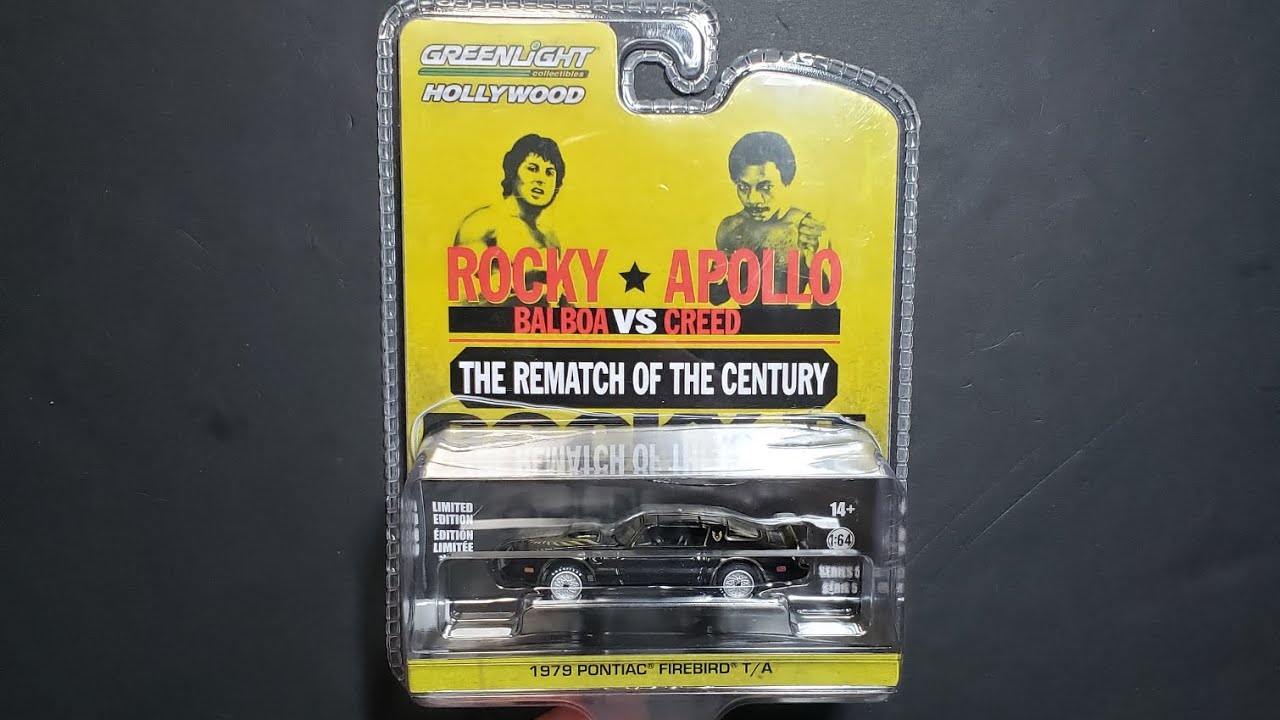 GREENLiGHT
collectibles
HOLLYWOOD
ROCKY ★ APOLLO
BALBOA VS CREED
THE REMATCH OF THE CENTURY
LIMITED
EDITION
ÉDITION
LIMITÉE
14+
1:64
1979 PONTIAC® FIREBIRD® T/A